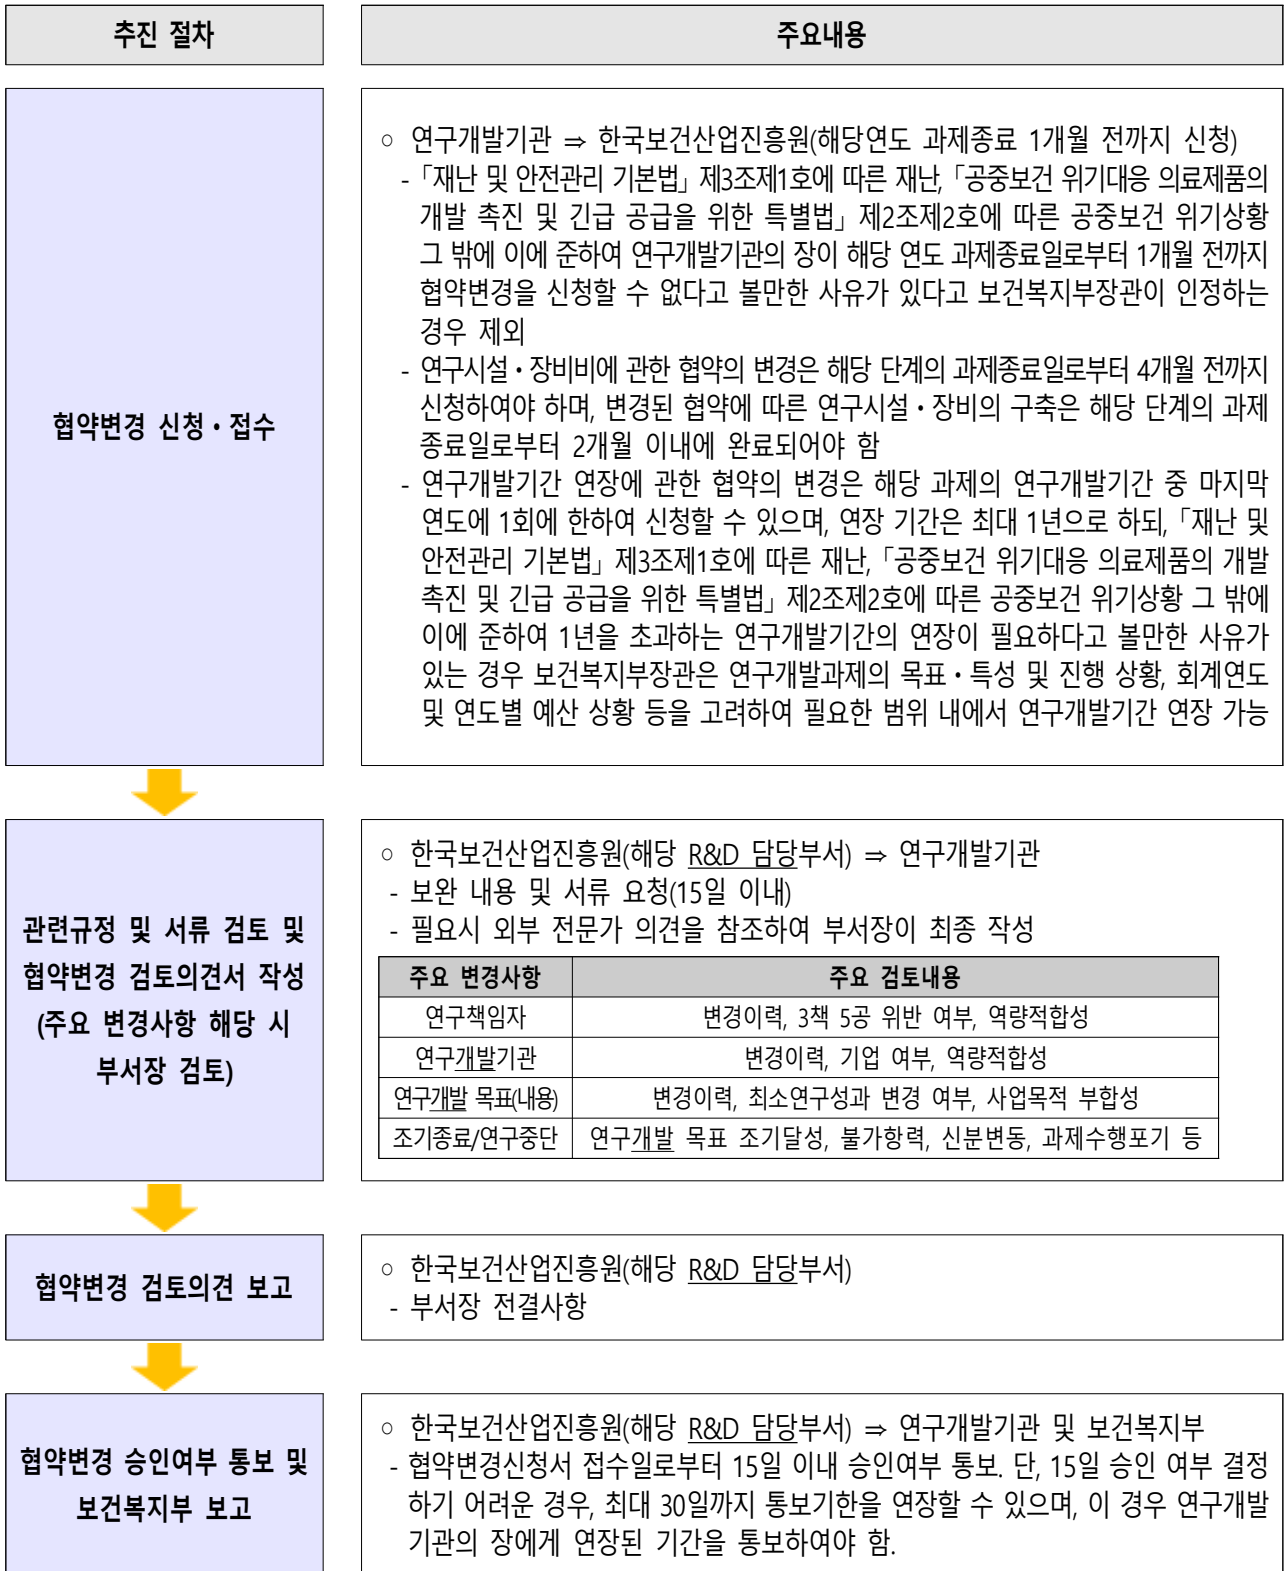 추진 절차
주요내용
협약변경 신청・접수
○ 연구개발기관 ⇒ 한국보건산업진흥원(해당연도 과제종료 1개월 전까지 신청)
- 「재난 및 안전관리 기본법」 제3조제1호에 따른 재난, 「공중보건 위기대응 의료제품의
개발 촉진 및 긴급 공급을 위한 특별법」 제2조제2호에 따른 공중보건 위기상황
그 밖에 이에 준하여 연구개발기관의 장이 해당 연도 과제종료일로부터 1개월 전까지
협약변경을 신청할 수 없다고 볼만한 사유가 있다고 보건복지부장관이 인정하는
경우 제외
- 연구시설・장비비에 관한 협약의 변경은 해당 단계의 과제종료일로부터 4개월 전까지
신청하여야 하며, 변경된 협약에 따른 연구시설・장비의 구축은 해당 단계의 과제
종료일로부터 2개월 이내에 완료되어야 함
- 연구개발기간 연장에 관한 협약의 변경은 해당 과제의 연구개발기간 중 마지막
연도에 1회에 한하여 신청할 수 있으며, 연장 기간은 최대 1년으로 하되, 「재난 및
안전관리 기본법」 제3조제1호에 따른 재난, 「공중보건 위기대응 의료제품의 개발
촉진 및 긴급 공급을 위한 특별법」 제2조제2호에 따른 공중보건 위기상황 그 밖에
이에 준하여 1년을 초과하는 연구개발기간의 연장이 필요하다고 볼만한 사유가
있는 경우 보건복지부장관은 연구개발과제의 목표・특성 및 진행 상황, 회계연도
및 연도별 예산 상황 등을 고려하여 필요한 범위 내에서 연구개발기간 연장 가능
관련규정 및 서류 검토 및
협약변경 검토의견서 작성
(주요 변경사항 해당 시
부서장 검토)
○ 한국보건산업진흥원(해당 R&D 담당부서) ⇒ 연구개발기관
- 보완 내용 및 서류 요청(15일 이내)
- 필요시 외부 전문가 의견을 참조하여 부서장이 최종 작성
주요 변경사항 주요 검토내용
연구책임자 변경이력, 3책 5공 위반 여부, 역량적합성
연구개발기관 변경이력, 기업 여부, 역량적합성
연구개발 목표(내용) 변경이력, 최소연구성과 변경 여부, 사업목적 부합성
조기종료/연구중단 연구개발 목표 조기달성, 불가항력, 신분변동, 과제수행포기 등
협약변경 검토의견 보고
○ 한국보건산업진흥원(해당 R&D 담당부서)
- 부서장 전결사항
협약변경 승인여부 통보 및
보건복지부 보고
○ 한국보건산업진흥원(해당 R&D 담당부서) ⇒ 연구개발기관 및 보건복지부
- 협약변경신청서 접수일로부터 15일 이내 승인여부 통보. 단, 15일 승인 여부 결정
하기 어려운 경우, 최대 30일까지 통보기한을 연장할 수 있으며, 이 경우 연구개발
기관의 장에게 연장된 기간을 통보하여야 함.